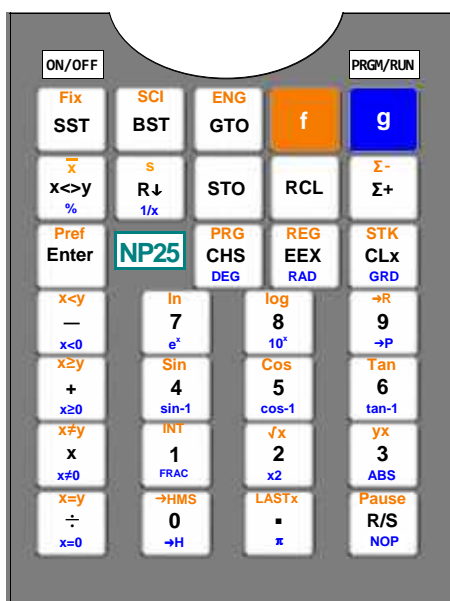 ON/OFF PRGM/RUN
Fix SCI ENG
SST BST GTO f g
x̅ s Σ-
x<>y R↓ STO RCL Σ+
% 1/x
Pref PRG REG STK
Enter NP25 CHS EEX CLx
DEG RAD GRD
x<y ln log →R
— 7 8 9
x<0 eˣ 10ˣ →P
x≥y Sin Cos Tan
+ 4 5 6
x≥0 sin-1 cos-1 tan-1
x≠y INT √x yx
x 1 2 3
x≠0 FRAC x2 ABS
x=y →HMS LASTx Pause
÷ 0 . R/S
x=0 →H π NOP